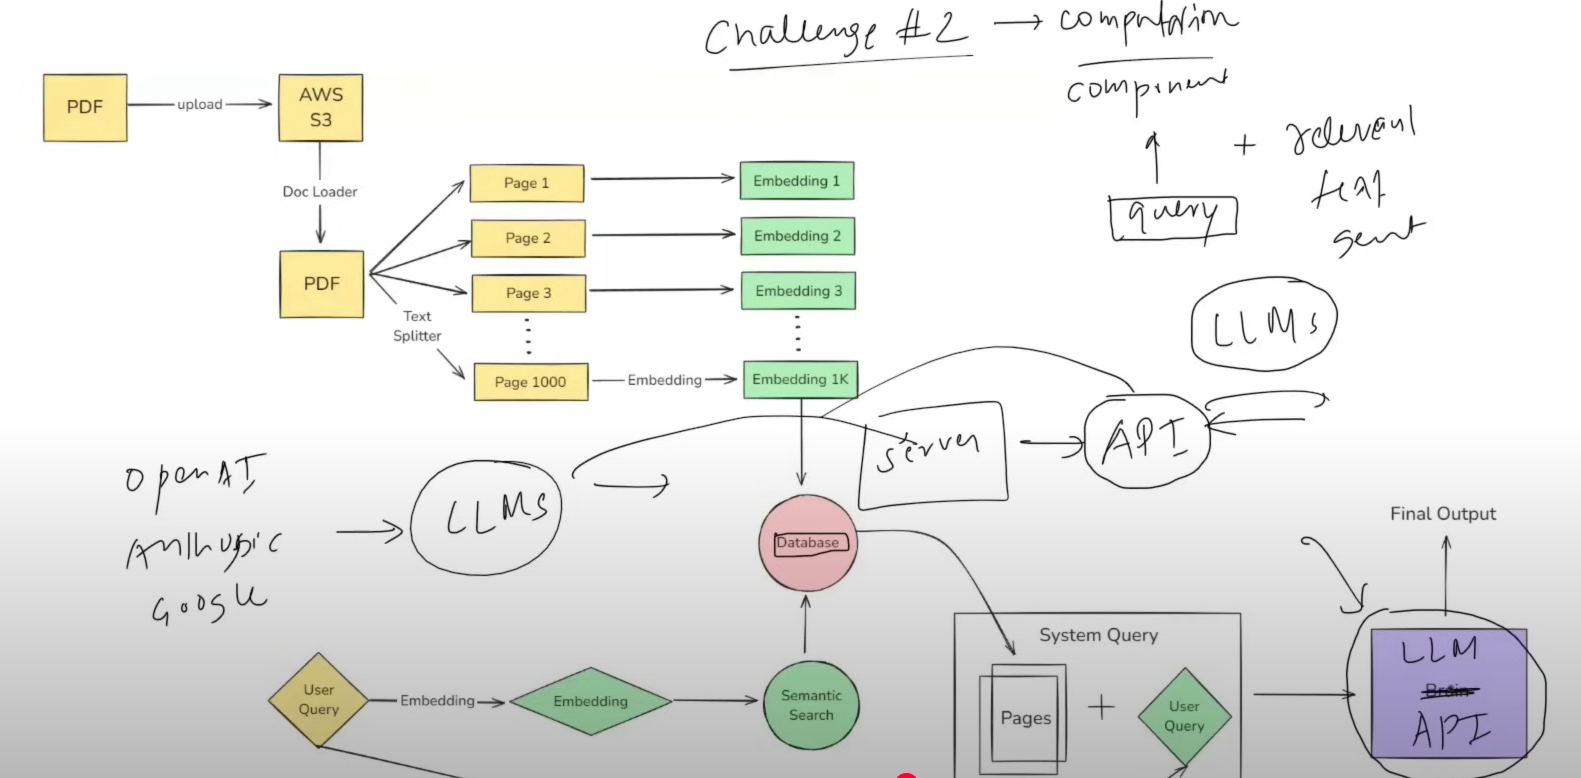 Challenge #2 → computation
component
query
+ relevant
text
sent
PDF
upload
AWS
S3
Doc Loader
PDF
Text
Splitter
Page 1
Page 2
Page 3
Page 1000
Embedding
Embedding 1
Embedding 2
Embedding 3
Embedding 1K
LLMs
server
API
OpenAI
Anthropic
Google
LLMs
Database
Final Output
User
Query
Embedding
Embedding
Semantic
Search
System Query
Pages
+
User
Query
LLM
Brain
API